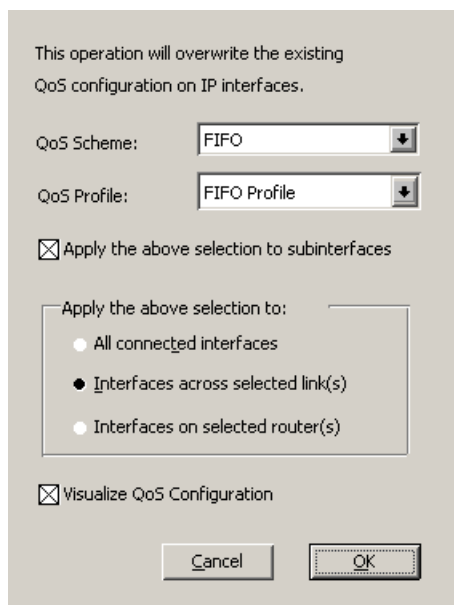 This operation will overwrite the existing
QoS configuration on IP interfaces.
QoS Scheme: FIFO
QoS Profile: FIFO Profile
Apply the above selection to subinterfaces
Apply the above selection to:
All connected interfaces
Interfaces across selected link(s)
Interfaces on selected router(s)
Visualize QoS Configuration
Cancel OK